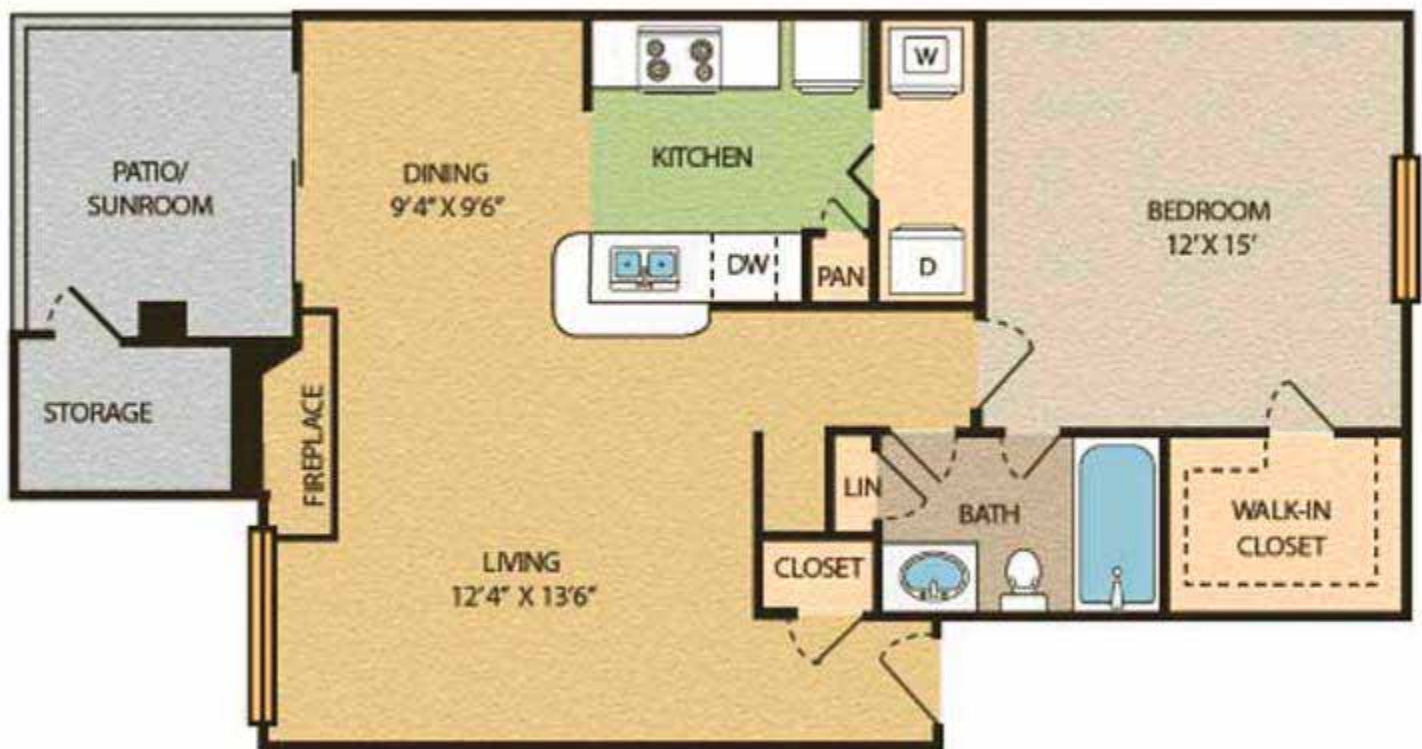 W
PATIO/
SUNROOM
DINING
9'4" X 9'6"
KITCHEN
BEDROOM
12' X 15'
DW
PAN
D
STORAGE
FIREPLACE
LIN
BATH
WALK-IN
CLOSET
CLOSET
LIVING
12'4" X 13'6"